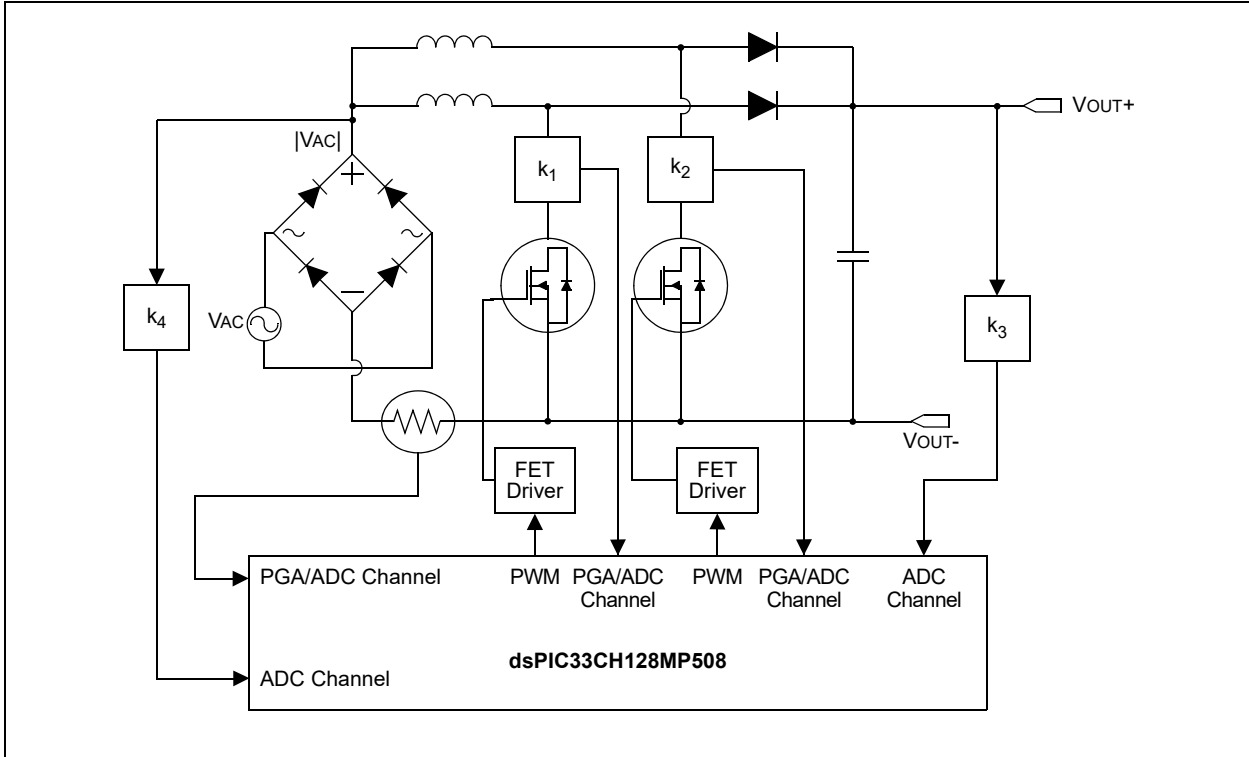 VOUT+
|VAC|
k1
k2
k4
VAC
k3
VOUT-
FET
Driver
FET
Driver
PGA/ADC Channel
PWM
PGA/ADC
Channel
PWM
PGA/ADC
Channel
ADC
Channel
dsPIC33CH128MP508
ADC Channel